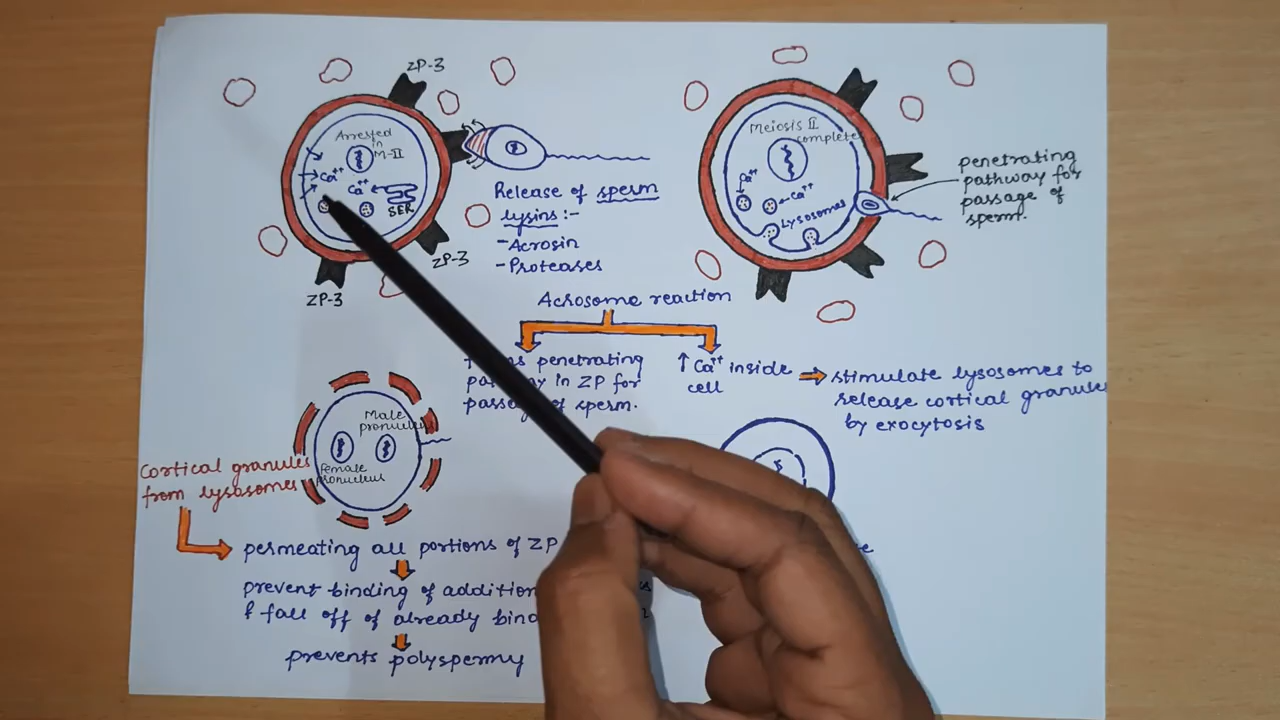 ZP-3
Arrested
in
M-II
Ca++
Ca++
SER
ZP-3
ZP-3
Release of sperm
lysins :-
- Acrosin
- Proteases
Meiosis II
complete
Ca++
Ca++
Lysosomes
penetrating
pathway for
passage of
sperm.
Acrosome reaction
penetrating
in ZP for
of sperm.
↑ Ca++ inside
cell
stimulate lysosomes to
release cortical granules
by exocytosis
Male
pronucleus
Female
pronucleus
Cortical granules
from lysosomes
permeating all portions of ZP
prevent binding of
& fall off of already
prevents polyspermy